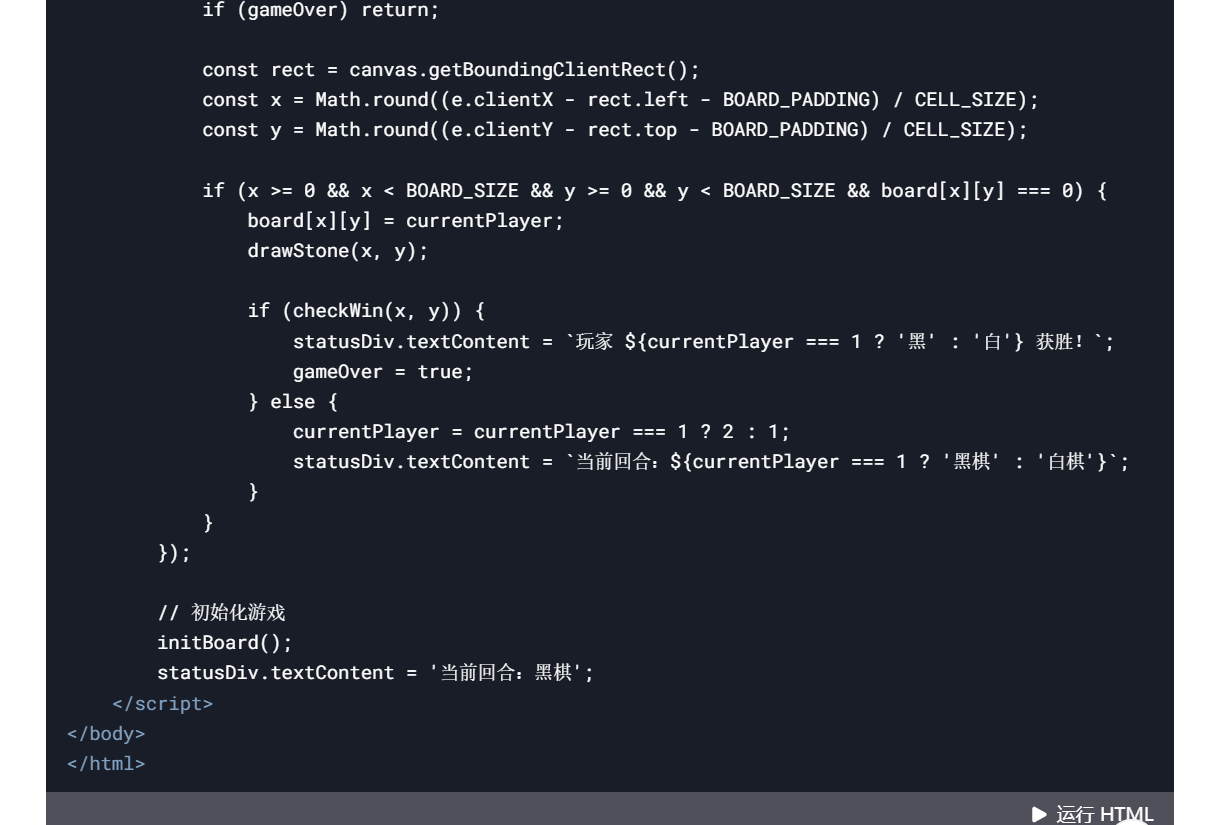 if (gameOver) return;
const rect = canvas.getBoundingClientRect();
const x = Math.round((e.clientX - rect.left - BOARD_PADDING) / CELL_SIZE);
const y = Math.round((e.clientY - rect.top - BOARD_PADDING) / CELL_SIZE);
if (x >= 0 && x < BOARD_SIZE && y >= 0 && y < BOARD_SIZE && board[x][y] === 0) {
board[x][y] = currentPlayer;
drawStone(x, y);
if (checkWin(x, y)) {
statusDiv.textContent = `玩家 ${currentPlayer === 1 ? '黑' : '白'} 获胜！`;
gameOver = true;
} else {
currentPlayer = currentPlayer === 1 ? 2 : 1;
statusDiv.textContent = `当前回合：${currentPlayer === 1 ? '黑棋' : '白棋'}`;
}
}
});
// 初始化游戏
initBoard();
statusDiv.textContent = '当前回合：黑棋';
</script>
</body>
</html>
▶ 运行 HTML